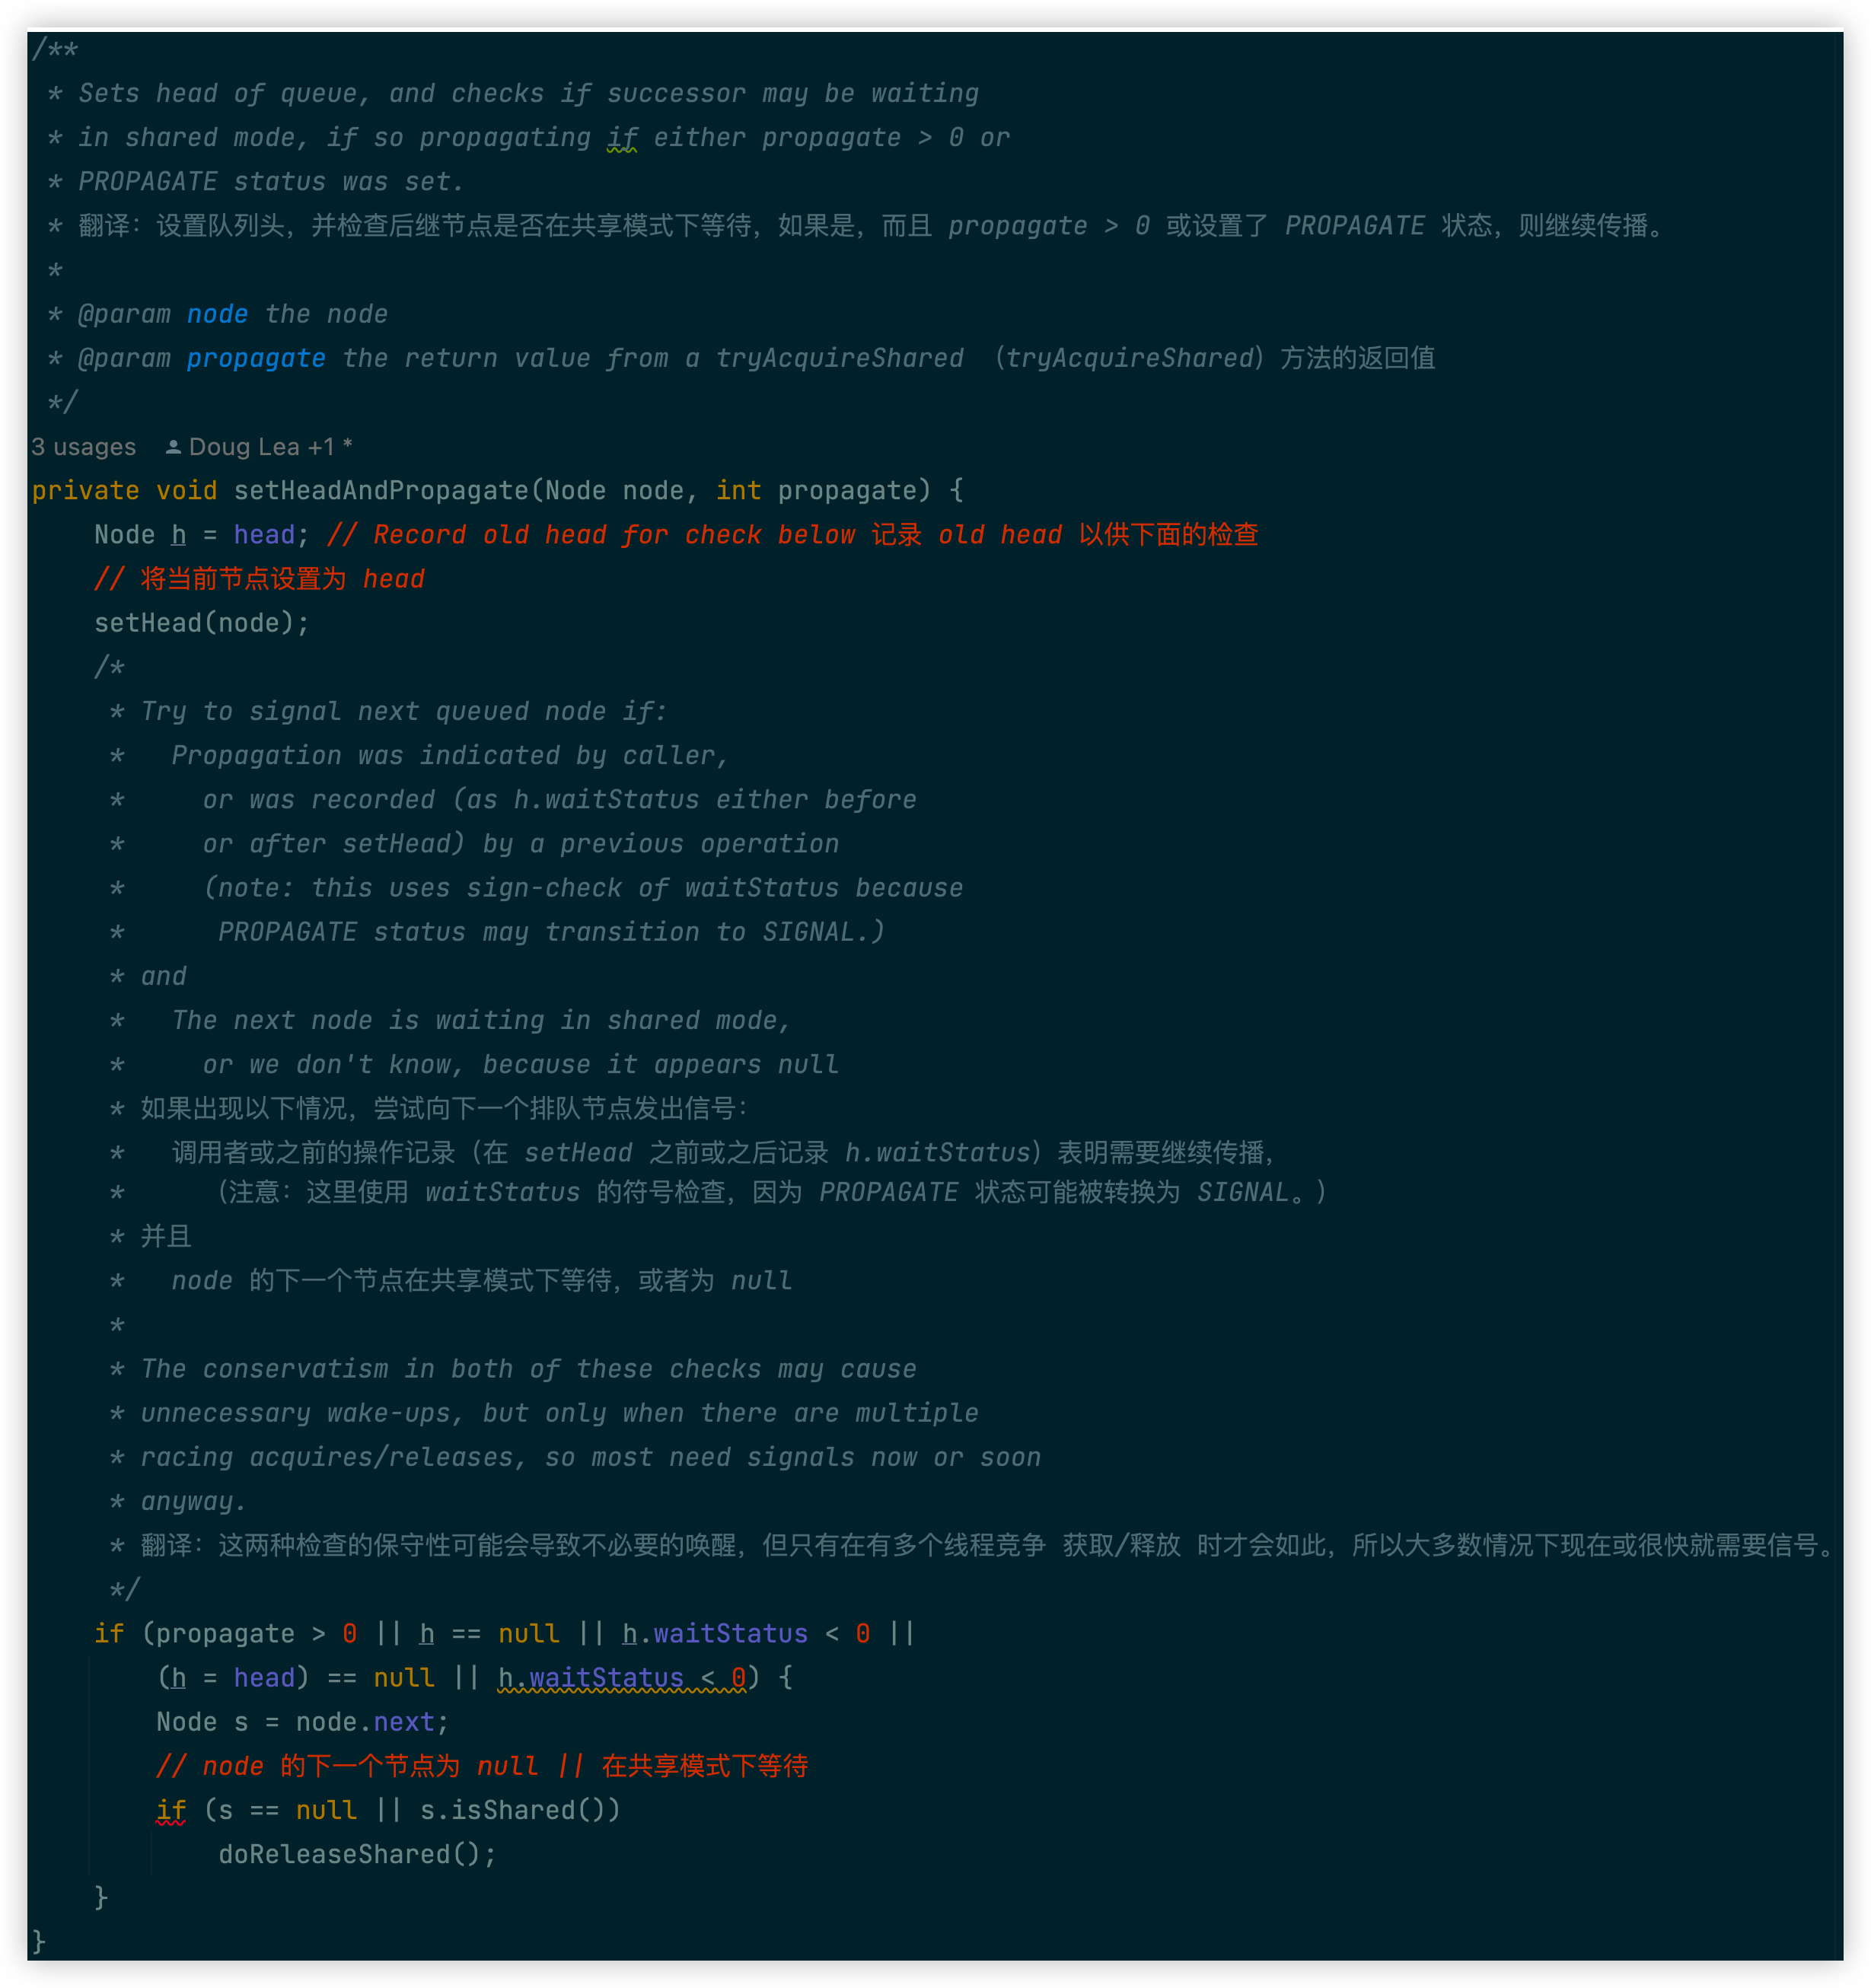 /**
 * Sets head of queue, and checks if successor may be waiting
 * in shared mode, if so propagating if either propagate > 0 or
 * PROPAGATE status was set.
 * 翻译：设置队列头，并检查后继节点是否在共享模式下等待，如果是，而且 propagate > 0 或设置了 PROPAGATE 状态，则继续传播。
 *
 * @param node the node
 * @param propagate the return value from a tryAcquireShared （tryAcquireShared）方法的返回值
 */
3 usages Doug Lea +1 *
private void setHeadAndPropagate(Node node, int propagate) {
    Node h = head; // Record old head for check below 记录 old head 以供下面的检查
    // 将当前节点设置为 head
    setHead(node);
    /*
     * Try to signal next queued node if:
     *   Propagation was indicated by caller,
     *     or was recorded (as h.waitStatus either before
     *     or after setHead) by a previous operation
     *     (note: this uses sign-check of waitStatus because
     *      PROPAGATE status may transition to SIGNAL.)
     * and
     *   The next node is waiting in shared mode,
     *     or we don't know, because it appears null
     * 如果出现以下情况，尝试向下一个排队节点发出信号：
     *   调用者或之前的操作记录（在 setHead 之前或之后记录 h.waitStatus）表明需要继续传播，
     *     （注意：这里使用 waitStatus 的符号检查，因为 PROPAGATE 状态可能被转换为 SIGNAL。）
     * 并且
     *   node 的下一个节点在共享模式下等待，或者为 null
     *
     * The conservatism in both of these checks may cause
     * unnecessary wake-ups, but only when there are multiple
     * racing acquires/releases, so most need signals now or soon
     * anyway.
     * 翻译：这两种检查的保守性可能会导致不必要的唤醒，但只有在有多个线程竞争 获取/释放 时才会如此，所以大多数情况下现在或很快就需要信号。
     */
    if (propagate > 0 || h == null || h.waitStatus < 0 ||
        (h = head) == null || h.waitStatus < 0) {
        Node s = node.next;
        // node 的下一个节点为 null || 在共享模式下等待
        if (s == null || s.isShared())
            doReleaseShared();
    }
}